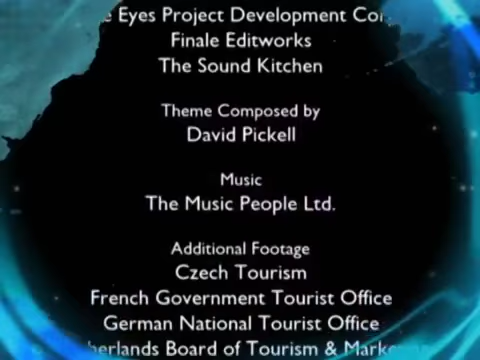 Eyes Project Development
Finale Editworks
The Sound Kitchen
Theme Composed by
David Pickell
Music
The Music People Ltd.
Additional Footage
Czech Tourism
French Government Tourist Office
German National Tourist Office
Board of Tourism &